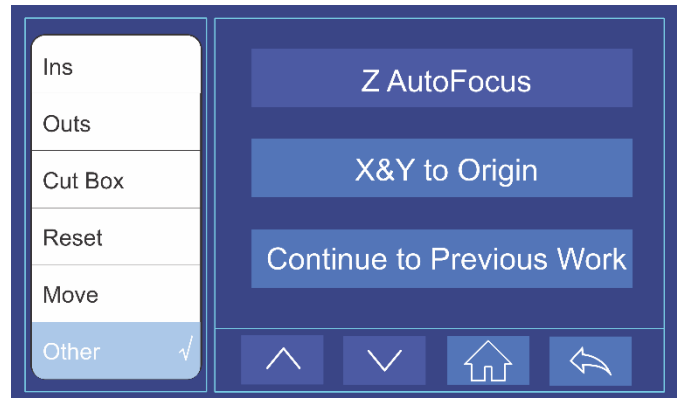 Ins
Outs
Cut Box
Reset
Move
Other √
Z AutoFocus
X&Y to Origin
Continue to Previous Work